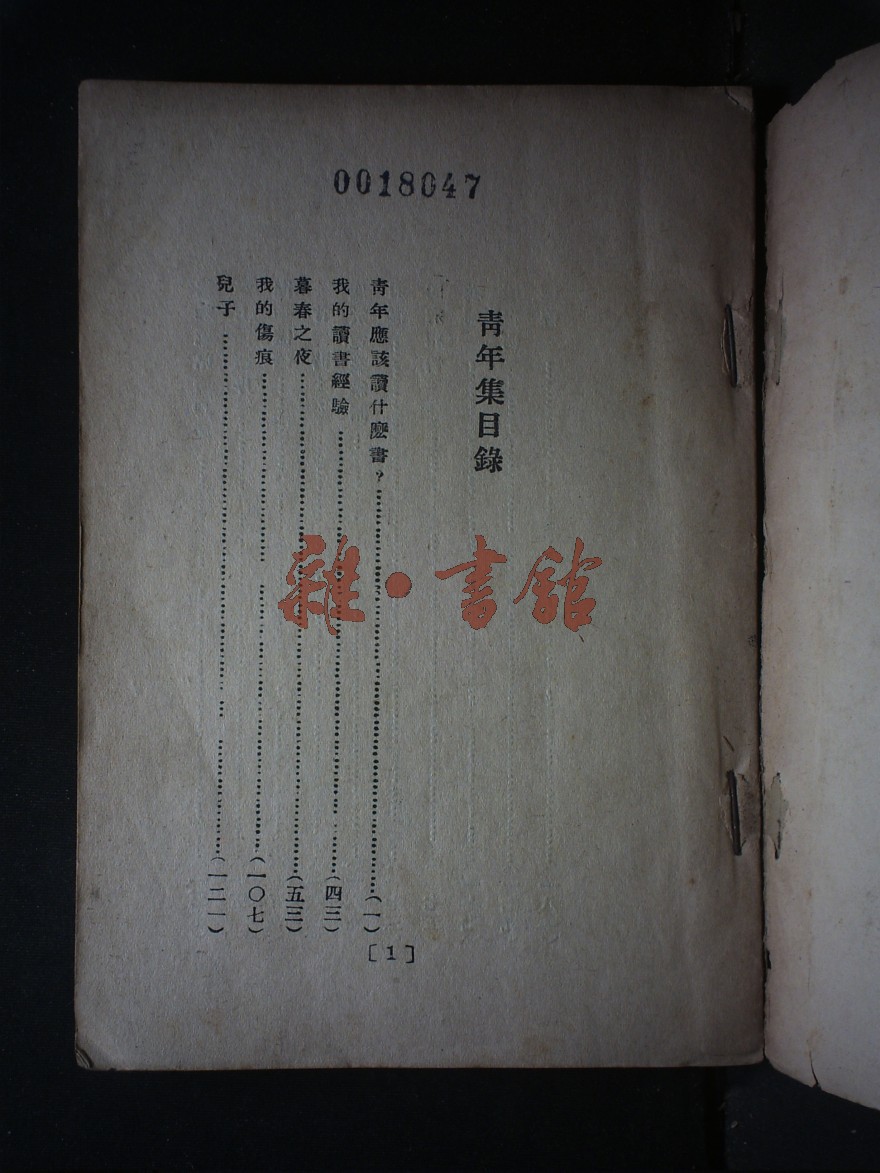 0018047
青年集目錄
青年應該讀什麽書?……(一)
我的讀書經驗……(四三)
暮春之夜……(五三)
我的傷痕……(一〇七)
兒子……(一二一)
[1]
雜·書館